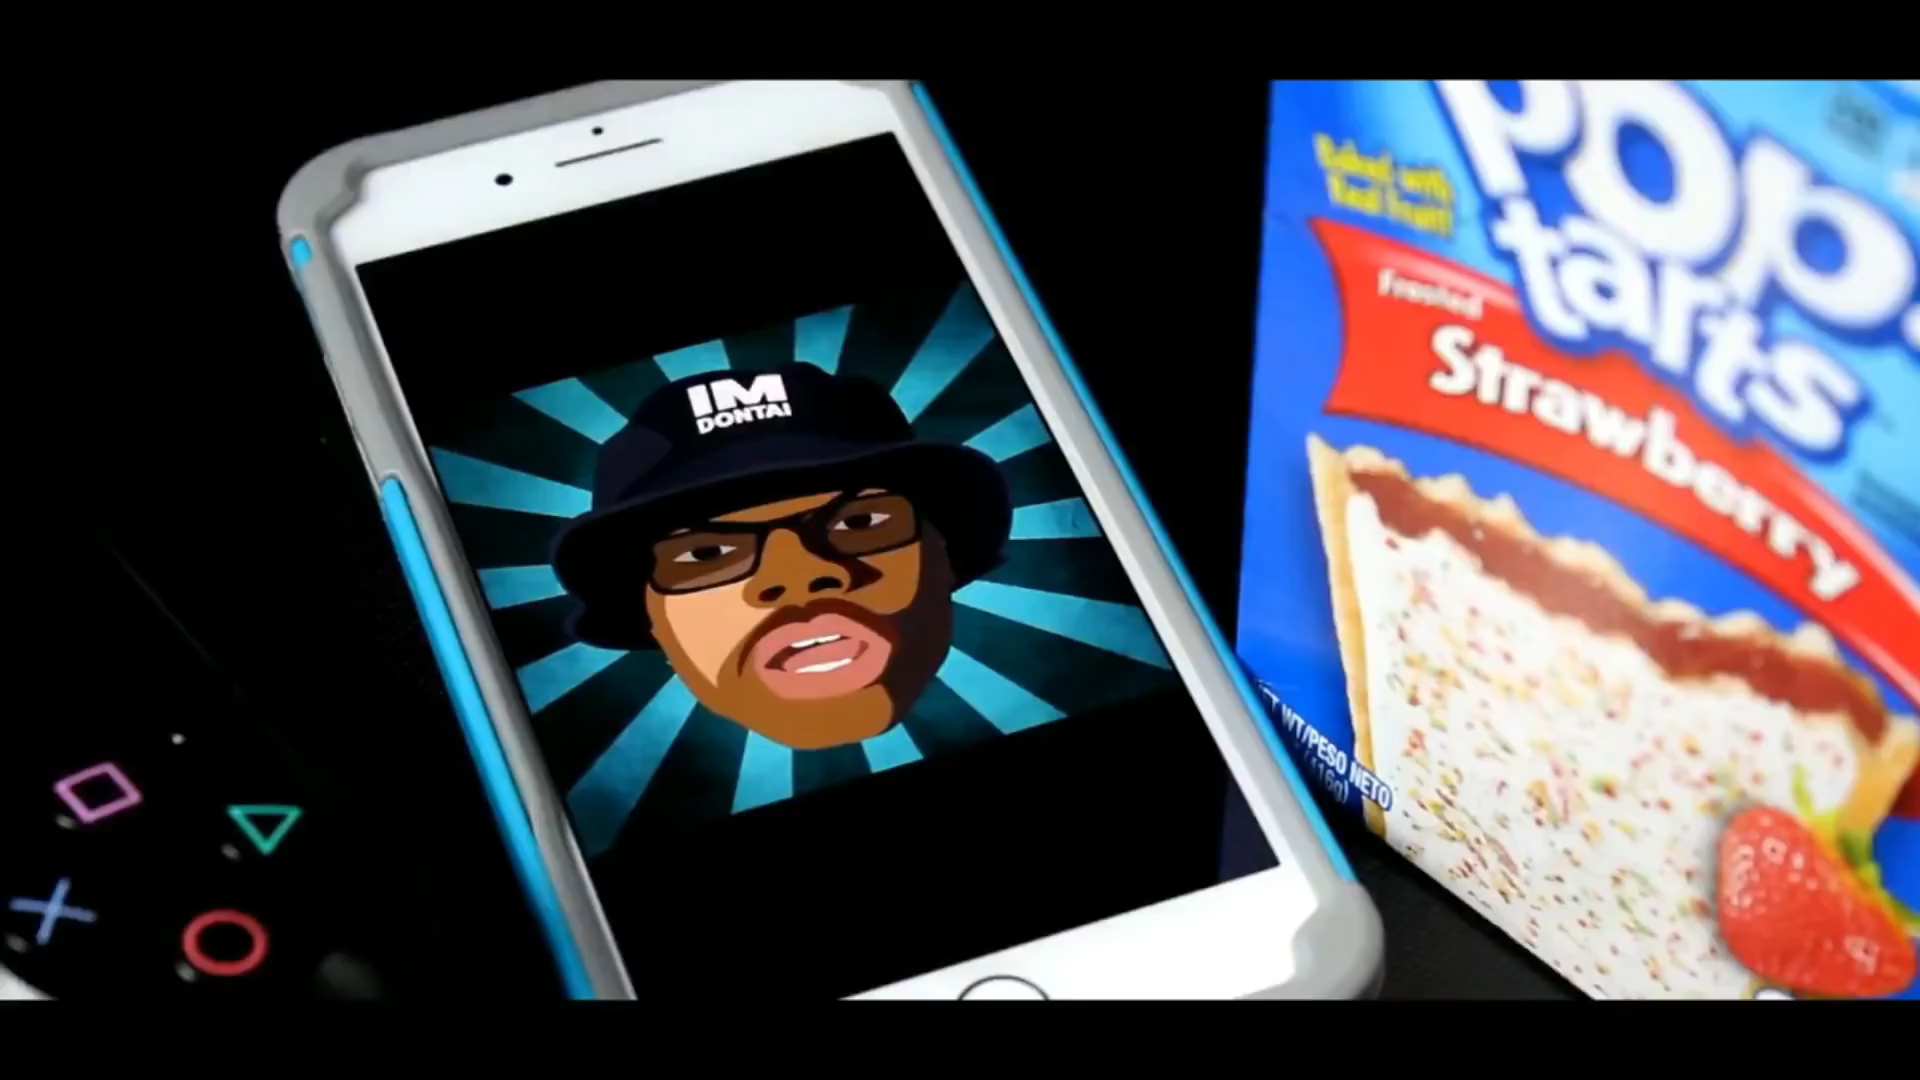 IM
DONTAI
Baked with
Real Fruit!
POP.
tarts
Frosted
Strawberry
WT/PESO NETO